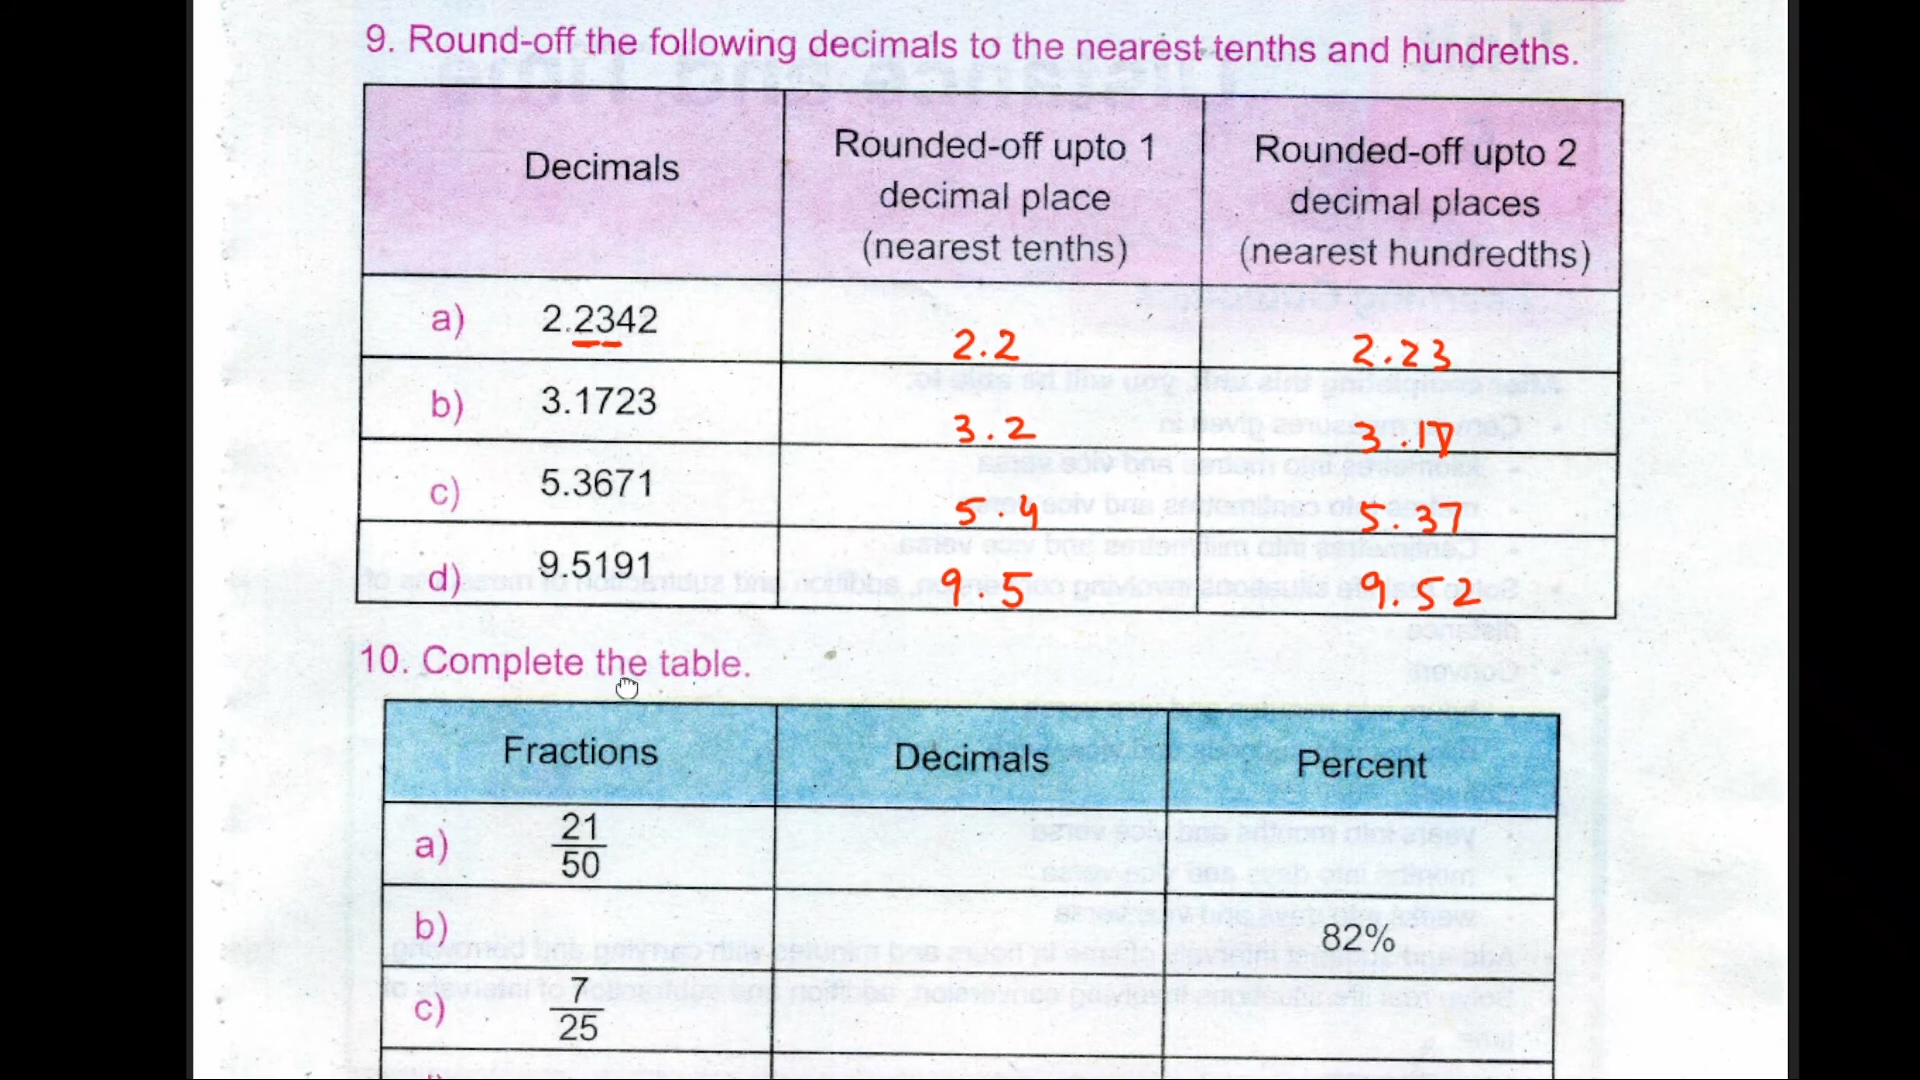 9. Round-off the following decimals to the nearest tenths and hundreths.
Decimals
Rounded-off upto 1
decimal place
(nearest tenths)
Rounded-off upto 2
decimal places
(nearest hundredths)
a) 2.2342 2.2 2.23
b) 3.1723 3.2 3.17
c) 5.3671 5.4 5.37
d) 9.5191 9.5 9.52
10. Complete the table.
Fractions Decimals Percent
a) 21/50
b) 82%
c) 7/25